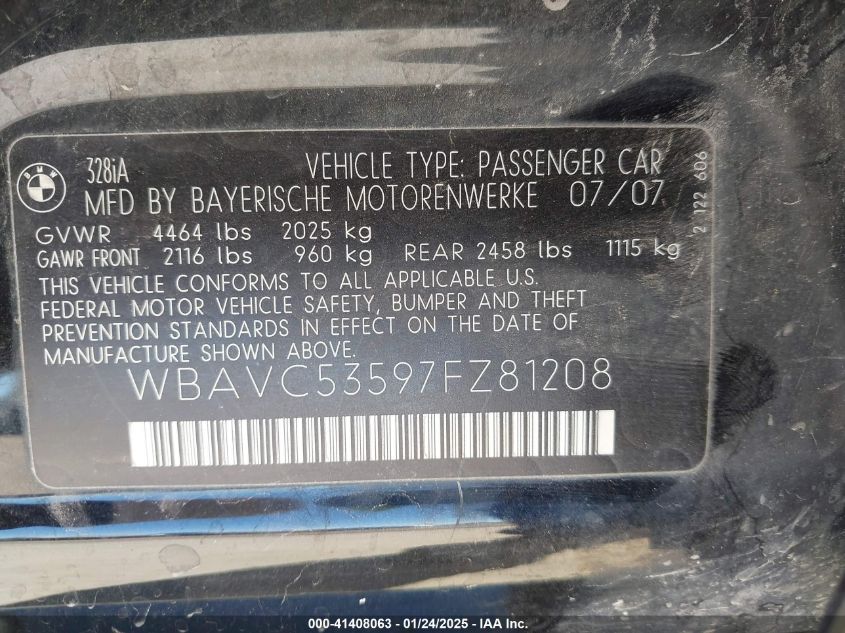 BMW
328iA VEHICLE TYPE: PASSENGER CAR
MFD BY BAYERISCHE MOTORENWERKE 07/07
GVWR 4464 lbs 2025 kg
GAWR FRONT 2116 lbs 960 kg REAR 2458 lbs 1115 kg
THIS VEHICLE CONFORMS TO ALL APPLICABLE U.S.
FEDERAL MOTOR VEHICLE SAFETY, BUMPER AND THEFT
PREVENTION STANDARDS IN EFFECT ON THE DATE OF
MANUFACTURE SHOWN ABOVE.
WBAVC53597FZ81208
2 122 606
000-41408063 - 01/24/2025 - IAA Inc.